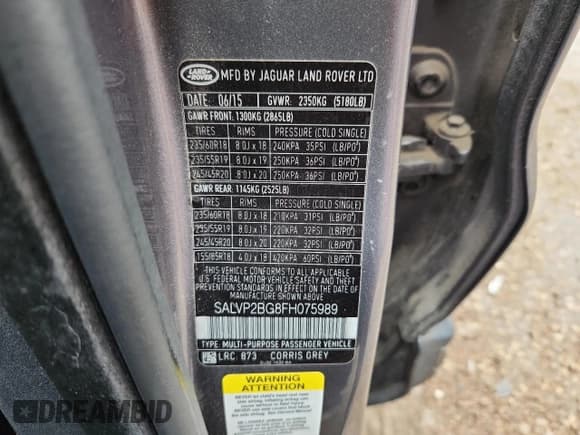 LAND ROVER MFD BY JAGUAR LAND ROVER LTD
DATE 06/15 GVWR: 2350KG (5180LB)
GAWR FRONT: 1300KG (2865LB)
TIRES RIMS PRESSURE (COLD SINGLE)
235/60R18 8.0J x 18 240KPA 35PSI (LB/PO²)
235/55R19 8.0J x 19 250KPA 36PSI (LB/PO²)
245/45R20 8.0J x 20 250KPA 36PSI (LB/PO²)
GAWR REAR: 1145KG (2525LB)
TIRES RIMS PRESSURE (COLD SINGLE)
235/60R18 8.0J x 18 210KPA 31PSI (LB/PO²)
235/55R19 8.0J x 19 220KPA 32PSI (LB/PO²)
245/45R20 8.0J x 20 220KPA 32PSI (LB/PO²)
155/85R18 4.0J x 18 420KPA 60PSI (LB/PO²)
THIS VEHICLE CONFORMS TO ALL APPLICABLE
U.S FEDERAL MOTOR VEHICLE SAFETY AND THEFT PREVENTION
STANDARDS IN EFFECT ON THE DATE OF MANUFACTURE
SHOWN ABOVE.
SALVP2BG8FH075989
TYPE: MULTI-PURPOSE PASSENGER VEHICLE
LRC 873 CORRIS GREY
WARNING
ATTENTION
DREAMBID